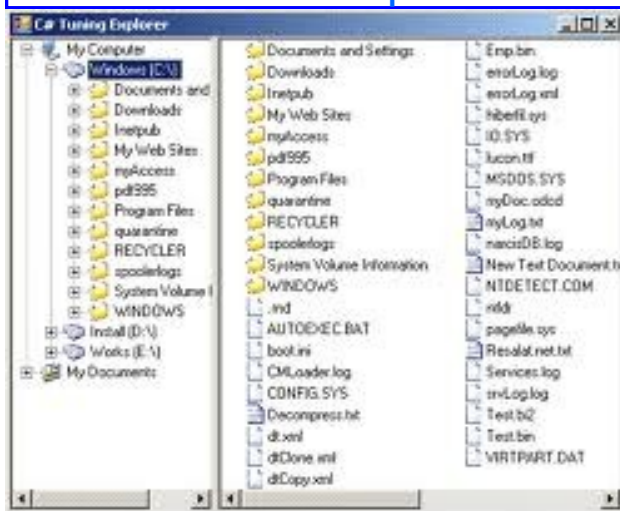 C# Tuning Explorer
My Computer
Windows (C:\)
Documents and
Downloads
Inetpub
My Web Sites
myAccess
pdf995
Program Files
quarantine
RECYCLER
spoolerlogs
System Volume I
WINDOWS
Install (D:\)
Works (E:\)
My Documents
Documents and Settings
Downloads
Inetpub
My Web Sites
myAccess
pdf995
Program Files
quarantine
RECYCLER
spoolerlogs
System Volume Information
WINDOWS
.rnd
AUTOEXEC.BAT
boot.ini
CMLoader.log
CONFIG.SYS
Decompress.txt
dt.xml
dtClone.xml
dtCopy.xml
Emp.bin
errorLog.log
errorLog.xml
hiberfil.sys
IO.SYS
lucon.ttf
MSDOS.SYS
myDoc.odcd
myLog.txt
narcisDB.log
New Text Document.t
NTDETECT.COM
ntldr
pagefile.sys
Resalat.net.txt
Services.log
srvLog.log
Test.bi2
Test.bin
VIRTPART.DAT